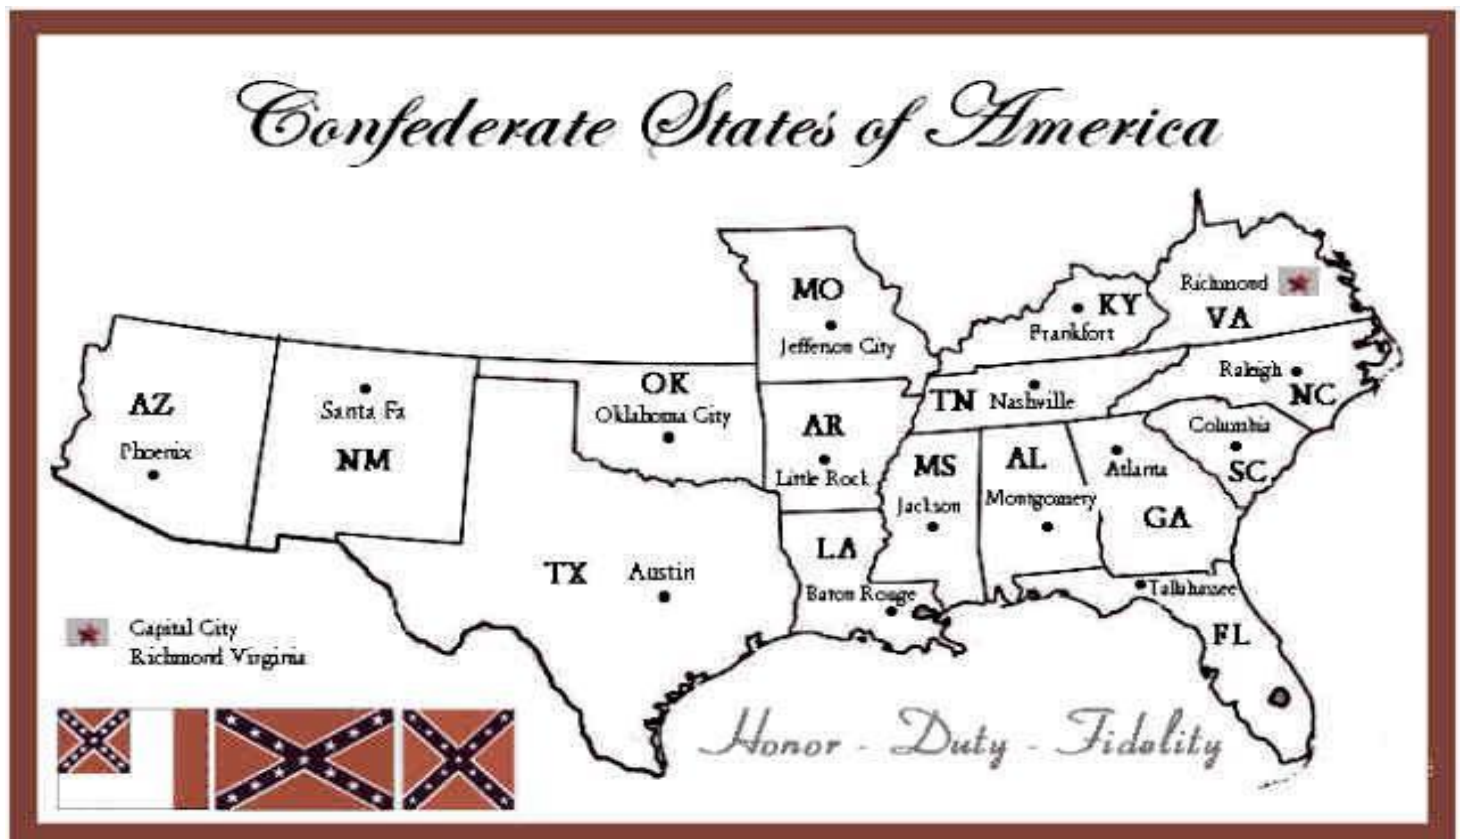 Confederate States of America
MO
Jefferson City
Richmond
VA
KY
Frankfort
AZ
Phoenix
Santa Fa
NM
OK
Oklahoma City
AR
Little Rock
TN Nashville
Raleigh
NC
Columbia
SC
MS
Jackson
AL
Montgomery
Atlanta
GA
TX Austin
LA
Baton Rouge
Tallahassee
FL
Capital City
Richmond Virginia
Honor - Duty - Fidelity